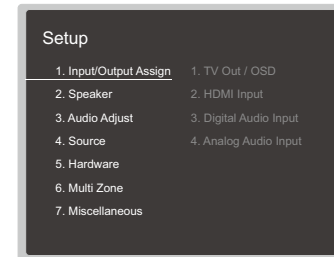 Setup
1. Input/Output Assign
2. Speaker
3. Audio Adjust
4. Source
5. Hardware
6. Multi Zone
7. Miscellaneous
1. TV Out / OSD
2. HDMI Input
3. Digital Audio Input
4. Analog Audio Input